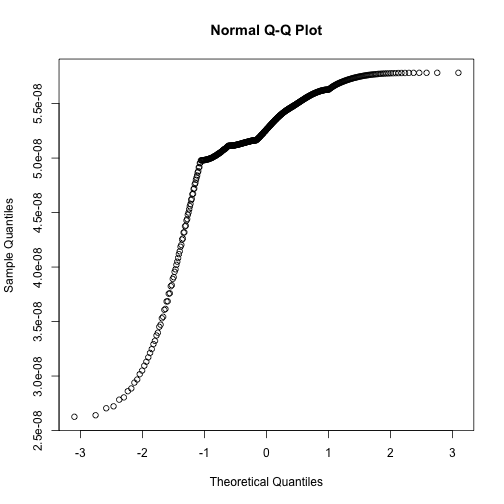 Normal Q-Q Plot
Sample Quantiles
5.5e-08
5.0e-08
4.5e-08
4.0e-08
3.5e-08
3.0e-08
2.5e-08
-3 -2 -1 0 1 2 3
Theoretical Quantiles